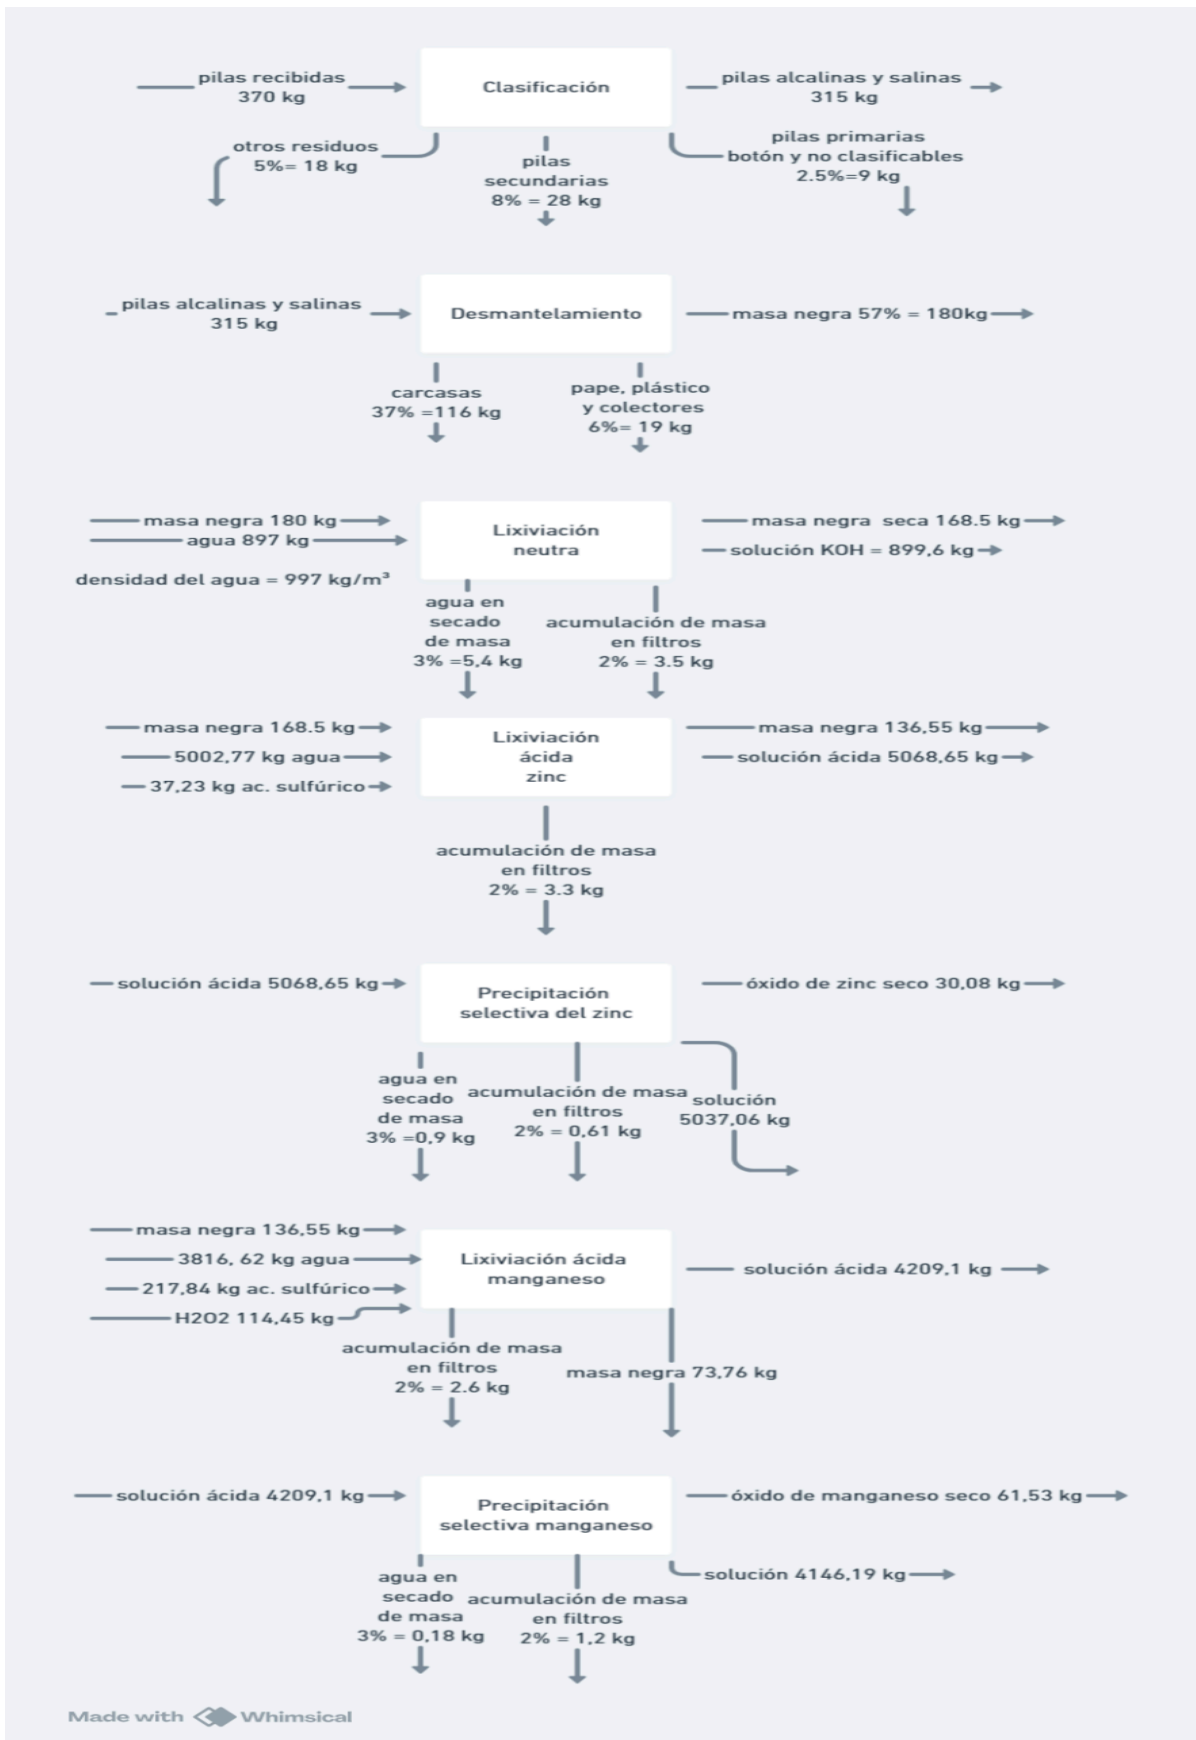 pilas recibidas
370 kg
Clasificación
pilas alcalinas y salinas
315 kg
otros residuos
5%= 18 kg
pilas
secundarias
8% = 28 kg
pilas primarias
botón y no clasificables
2.5%=9 kg
pilas alcalinas y salinas
315 kg
Desmantelamiento
masa negra 57% = 180kg
carcasas
37% =116 kg
pape, plástico
y colectores
6%= 19 kg
masa negra 180 kg
agua 897 kg
densidad del agua = 997 kg/m³
Lixiviación
neutra
masa negra  seca 168.5 kg
solución KOH = 899,6 kg
agua en
secado
de masa
3% =5,4 kg
acumulación de masa
en filtros
2% = 3.5 kg
masa negra 168.5 kg
5002,77 kg agua
37,23 kg ac. sulfúrico
Lixiviación
ácida
zinc
masa negra 136,55 kg
solución ácida 5068,65 kg
acumulación de masa
en filtros
2% = 3.3 kg
solución ácida 5068,65 kg
Precipitación
selectiva del zinc
óxido de zinc seco 30,08 kg
agua en
secado
de masa
3% =0,9 kg
acumulación de masa
en filtros
2% = 0,61 kg
solución
5037,06 kg
masa negra 136,55 kg
3816, 62 kg agua
217,84 kg ac. sulfúrico
H2O2 114,45 kg
Lixiviación ácida
manganeso
solución ácida 4209,1 kg
acumulación de masa
en filtros
2% = 2.6 kg
masa negra 73,76 kg
solución ácida 4209,1 kg
Precipitación
selectiva manganeso
óxido de manganeso seco 61,53 kg
solución 4146,19 kg
agua en
secado
de masa
3% = 0,18 kg
acumulación de masa
en filtros
2% = 1,2 kg
Made with Whimsical